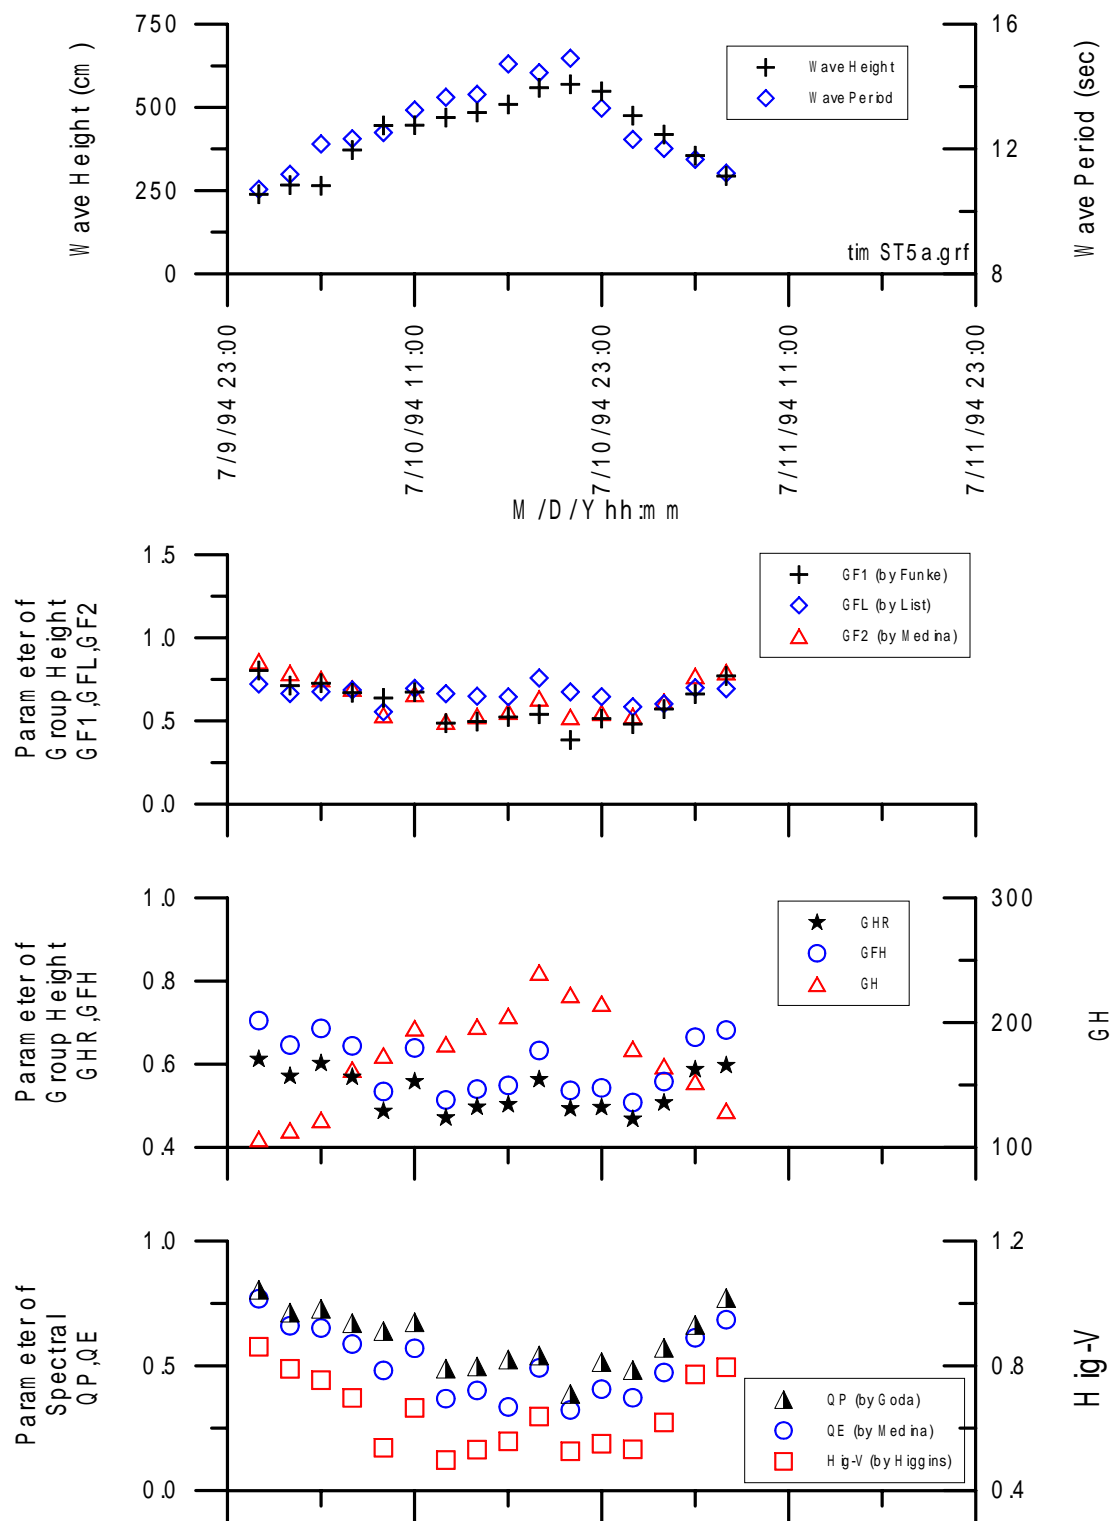 750
500
250
0
Wave Height (cm)
16
12
8
Wave Period (sec)
Wave Height
Wave Period
timST5a.grf
7/9/94 23:00
7/10/94 11:00
7/10/94 23:00
7/11/94 11:00
7/11/94 23:00
M/D/Y hh:mm
1.5
1.0
0.5
0.0
Parameter of
Group Height
GF1,GFL,GF2
GF1 (by Funke)
GFL (by List)
GF2 (by Medina)
1.0
0.8
0.6
0.4
Parameter of
Group Height
GHR,GFH
300
200
100
GH
GHR
GFH
GH
1.0
0.5
0.0
Parameter of
Spectral
QP,QE
1.2
0.8
0.4
Hig-V
QP (by Goda)
QE (by Medina)
Hig-V (by Higgins)